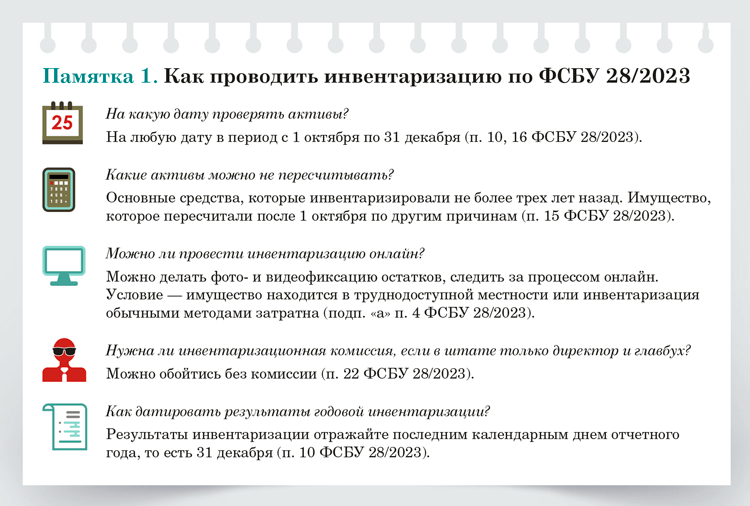 Памятка 1. Как проводить инвентаризацию по ФСБУ 28/2023
25
На какую дату проверять активы?
На любую дату в период с 1 октября по 31 декабря (п. 10, 16 ФСБУ 28/2023).
Какие активы можно не пересчитывать?
Основные средства, которые инвентаризировали не более трех лет назад. Имущество,
которое пересчитали после 1 октября по другим причинам (п. 15 ФСБУ 28/2023).
Можно ли провести инвентаризацию онлайн?
Можно делать фото- и видеофиксацию остатков, следить за процессом онлайн.
Условие — имущество находится в труднодоступной местности или инвентаризация
обычными методами затратна (подп. «а» п. 4 ФСБУ 28/2023).
Нужна ли инвентаризационная комиссия, если в штате только директор и главбух?
Можно обойтись без комиссии (п. 22 ФСБУ 28/2023).
Как датировать результаты годовой инвентаризации?
Результаты инвентаризации отражайте последним календарным днем отчетного
года, то есть 31 декабря (п. 10 ФСБУ 28/2023).